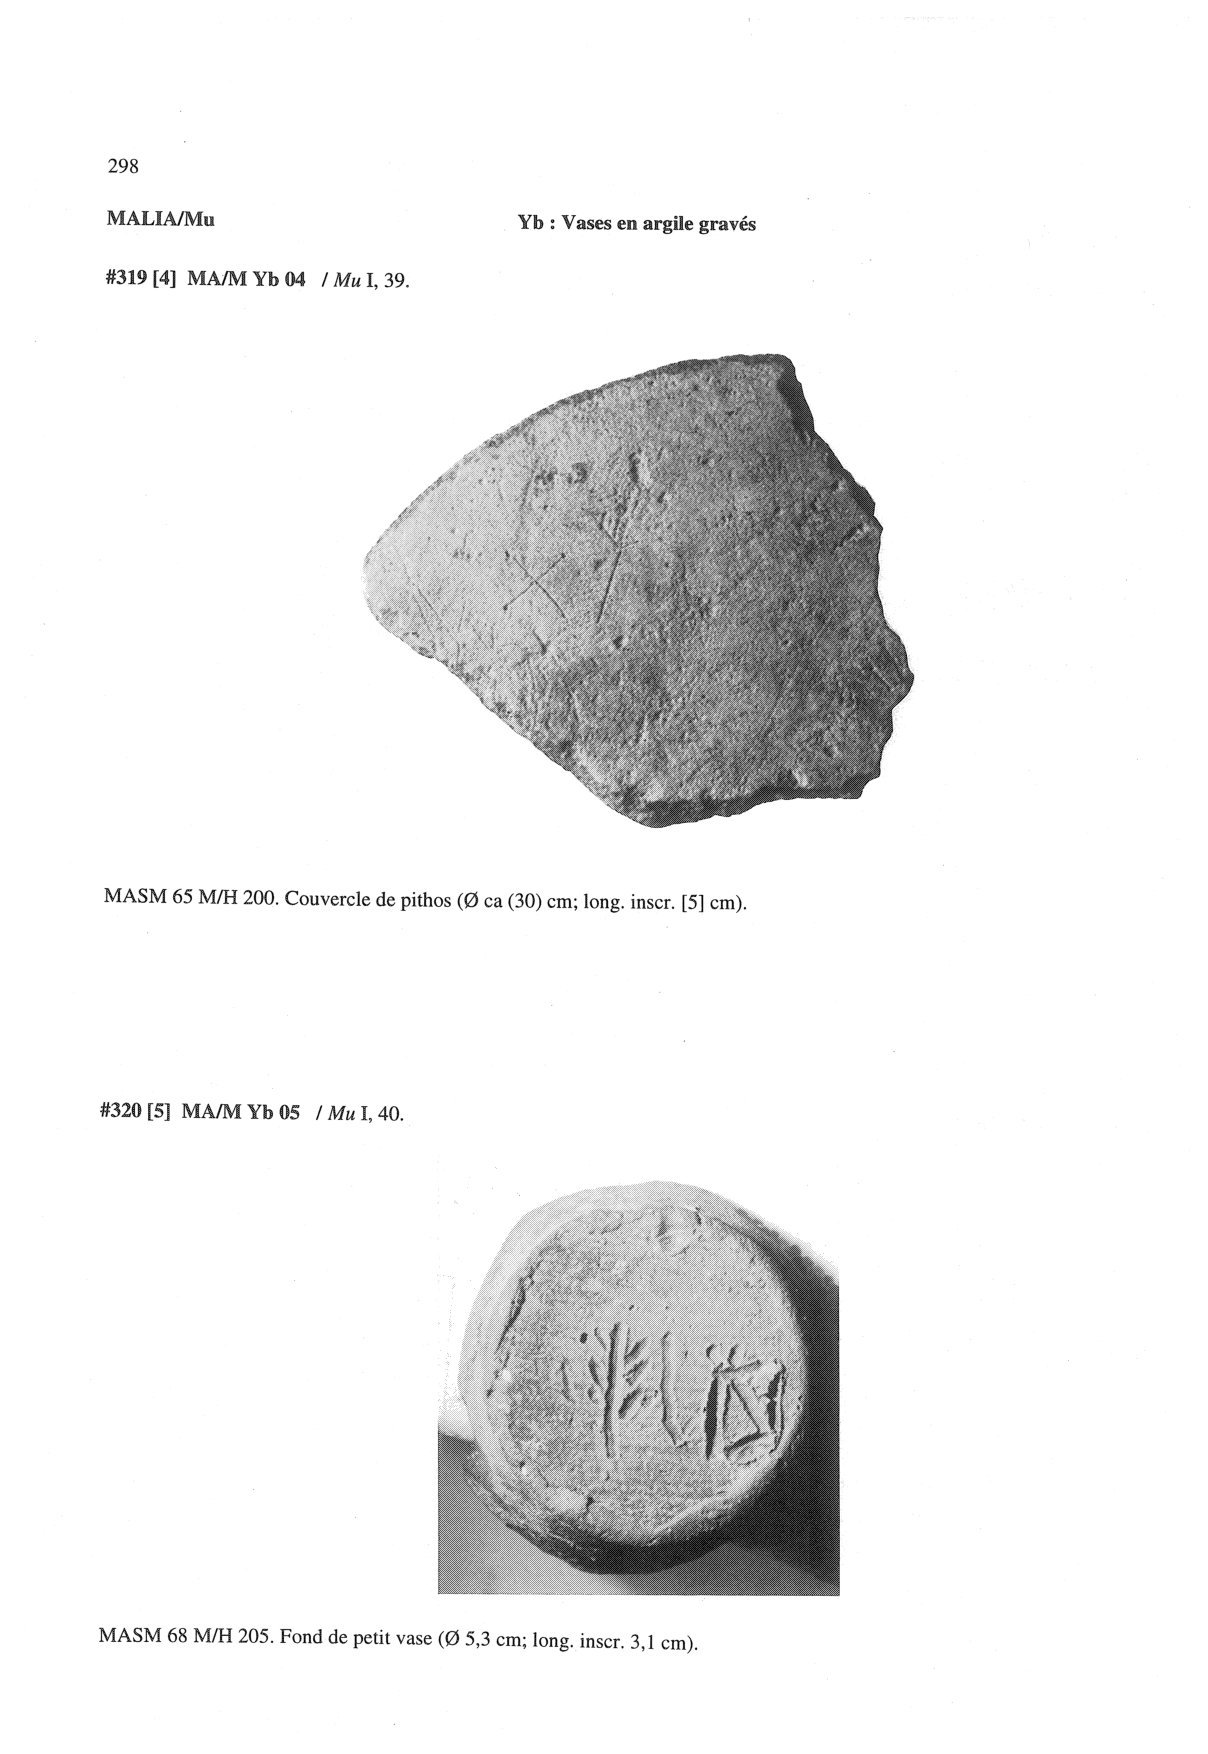 298
MALIA/Mu
Yb : Vases en argile gravés
#319 [4] MA/M Yb 04 / Mu I, 39.
MASM 65 M/H 200. Couvercle de pithos (Ø ca (30) cm; long. inscr. [5] cm).
#320 [5] MA/M Yb 05 / Mu I, 40.
MASM 68 M/H 205. Fond de petit vase (Ø 5,3 cm; long. inscr. 3,1 cm).